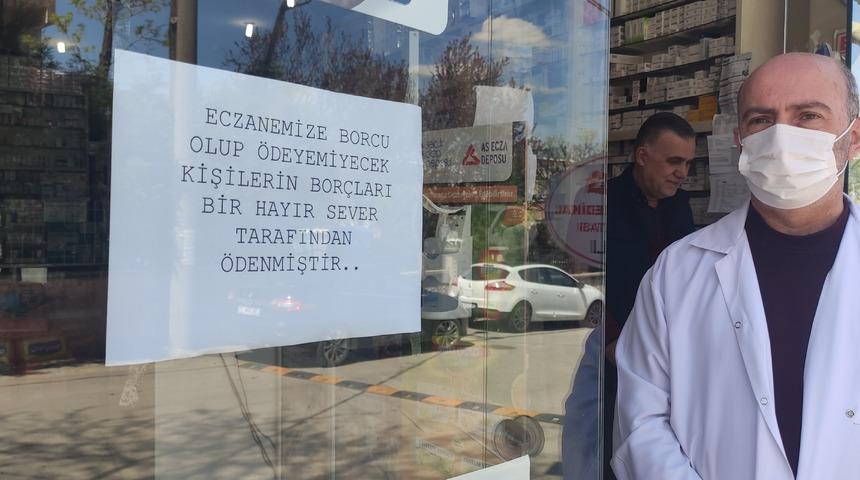 ECZANEMİZE BORCU
OLUP ÖDEYEMİYECEK
KİŞİLERİN BORÇLARI
BİR HAYIR SEVER
TARAFINDAN
ÖDENMİŞTİR..
AS ECZA
DEPOSU